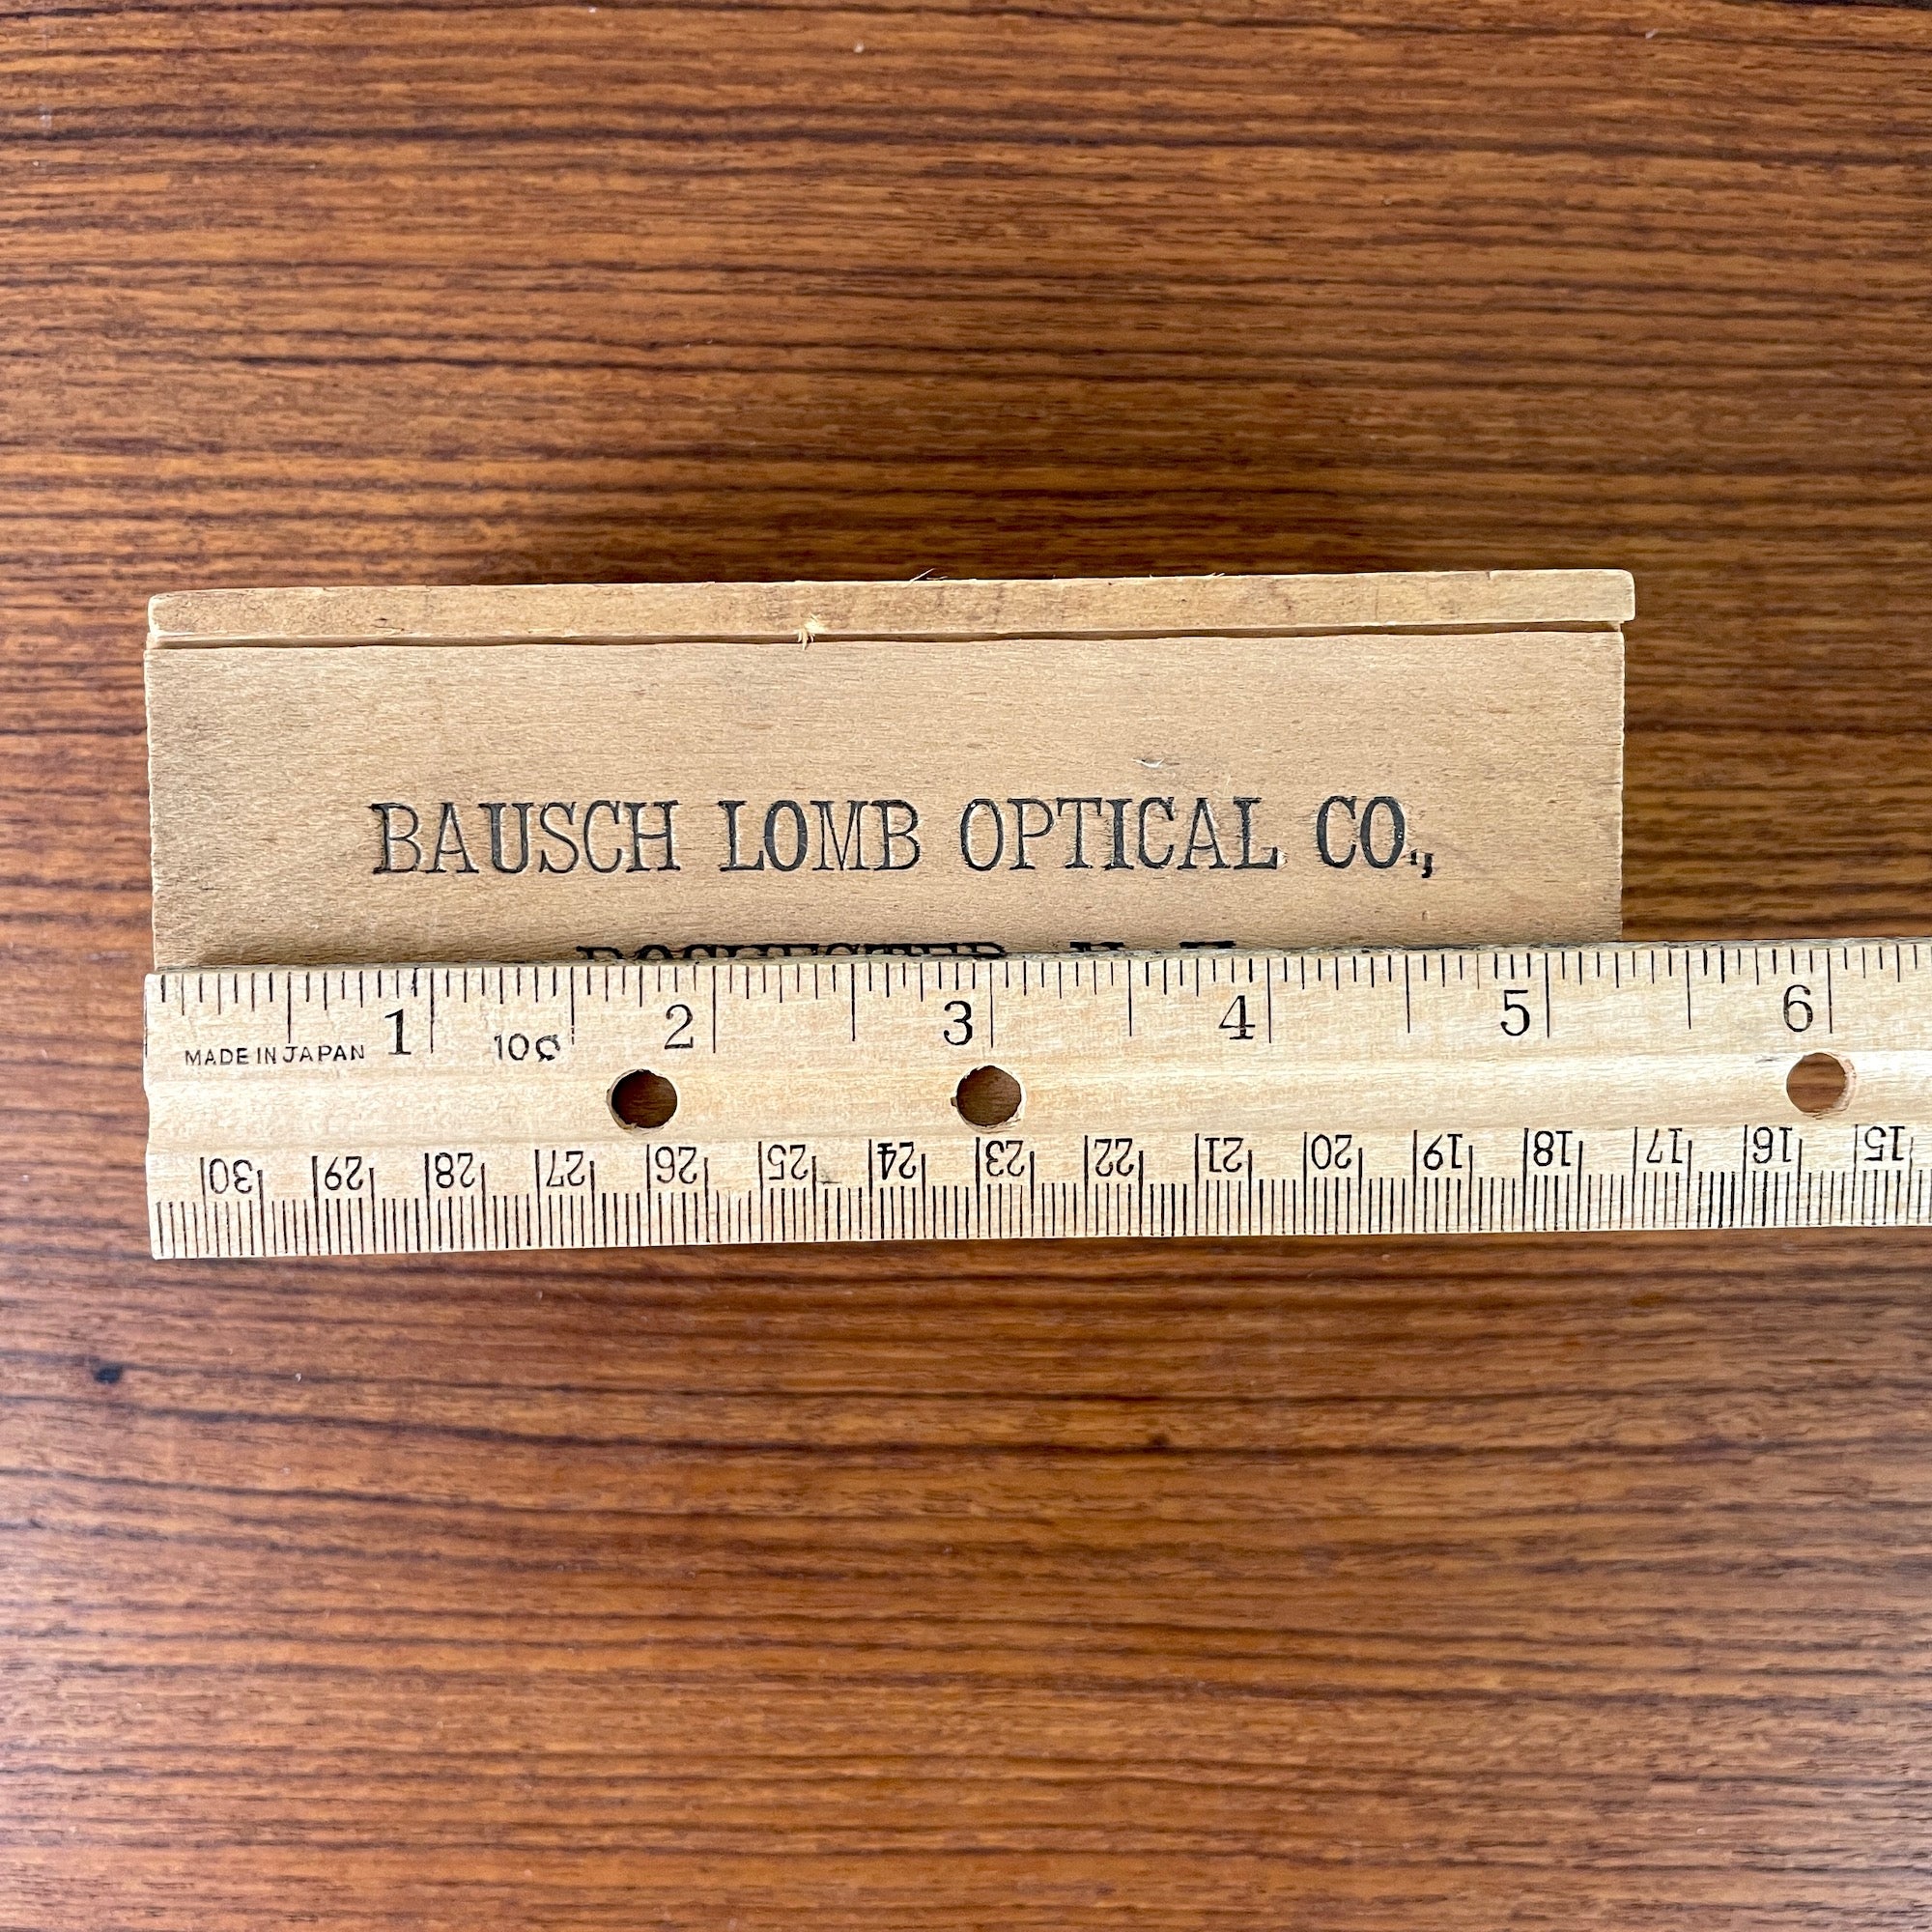 BAUSCH LOMB OPTICAL CO.,
ROCHESTER, N. Y.
1 2 3 4 5 6
MADE IN JAPAN 10¢
30 29 28 27 26 25 24 23 22 21 20 19 18 17 16 15